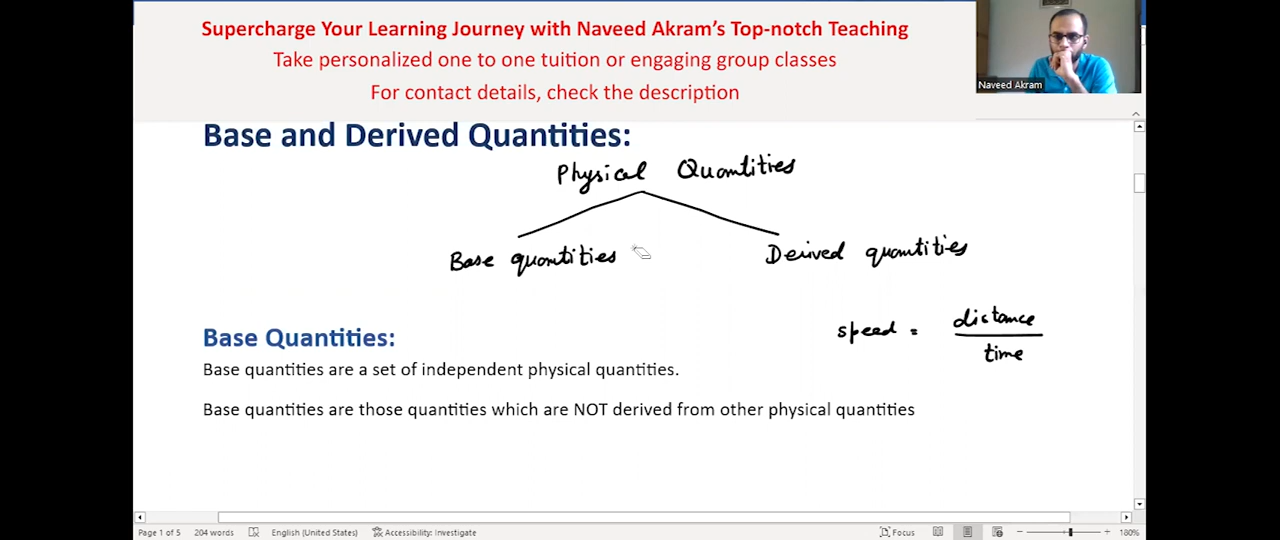 Supercharge Your Learning Journey with Naveed Akram's Top-notch Teaching
Take personalized one to one tuition or engaging group classes
For contact details, check the description
Naveed Akram
Base and Derived Quantities:
Physical Quantities
Base quantities
Derived quantities
speed = distance
time
Base Quantities:
Base quantities are a set of independent physical quantities.
Base quantities are those quantities which are NOT derived from other physical quantities
Page 1 of 5 204 words English (United States) Accessibility: Investigate Focus 180%